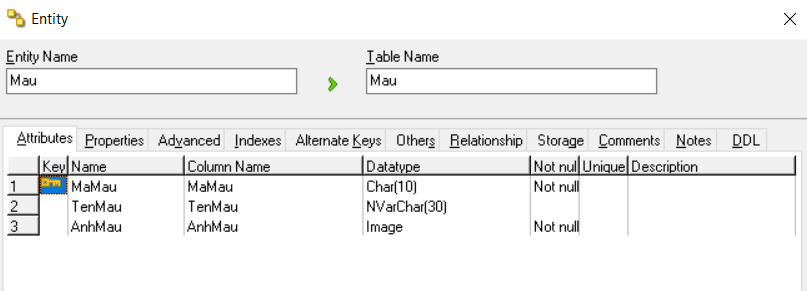 Entity
Entity Name Table Name
Mau Mau
Attributes Properties Advanced Indexes Alternate Keys Others Relationship Storage Comments Notes DDL
Key Name Column Name Datatype Not nul Unique Description
1 MaMau MaMau Char(10) Not null
2 TenMau TenMau NVarChar(30)
3 AnhMau AnhMau Image Not null